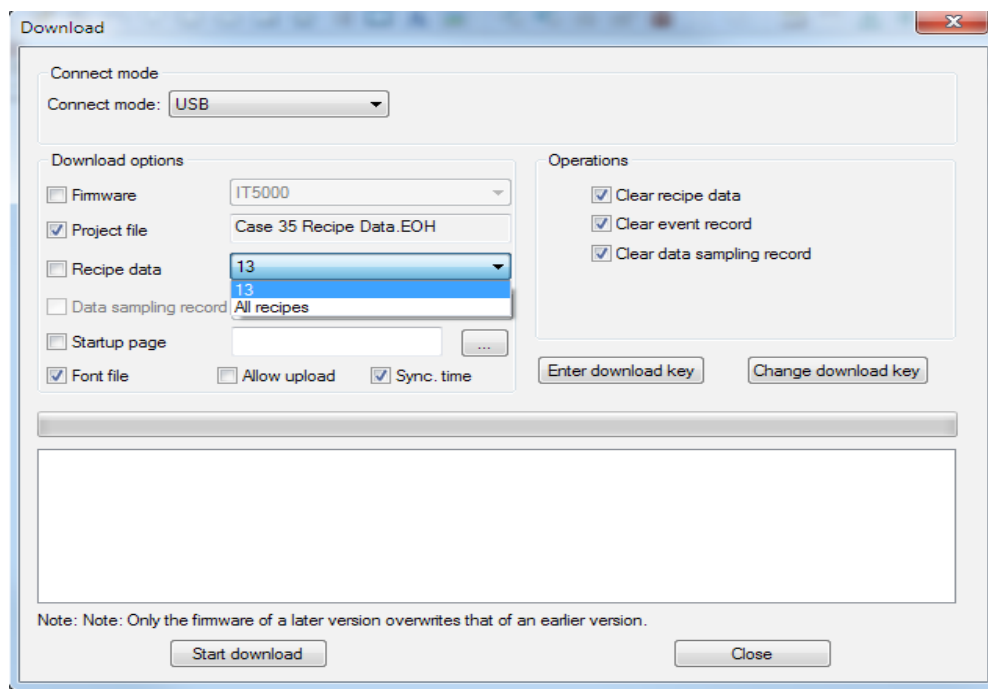 Download
Connect mode
Connect mode: USB
Download options
Firmware IT5000
Project file Case 35 Recipe Data.EOH
Recipe data 13
13
Data sampling record All recipes
Startup page ...
Font file Allow upload Sync. time
Operations
Clear recipe data
Clear event record
Clear data sampling record
Enter download key Change download key
Note: Note: Only the firmware of a later version overwrites that of an earlier version.
Start download Close